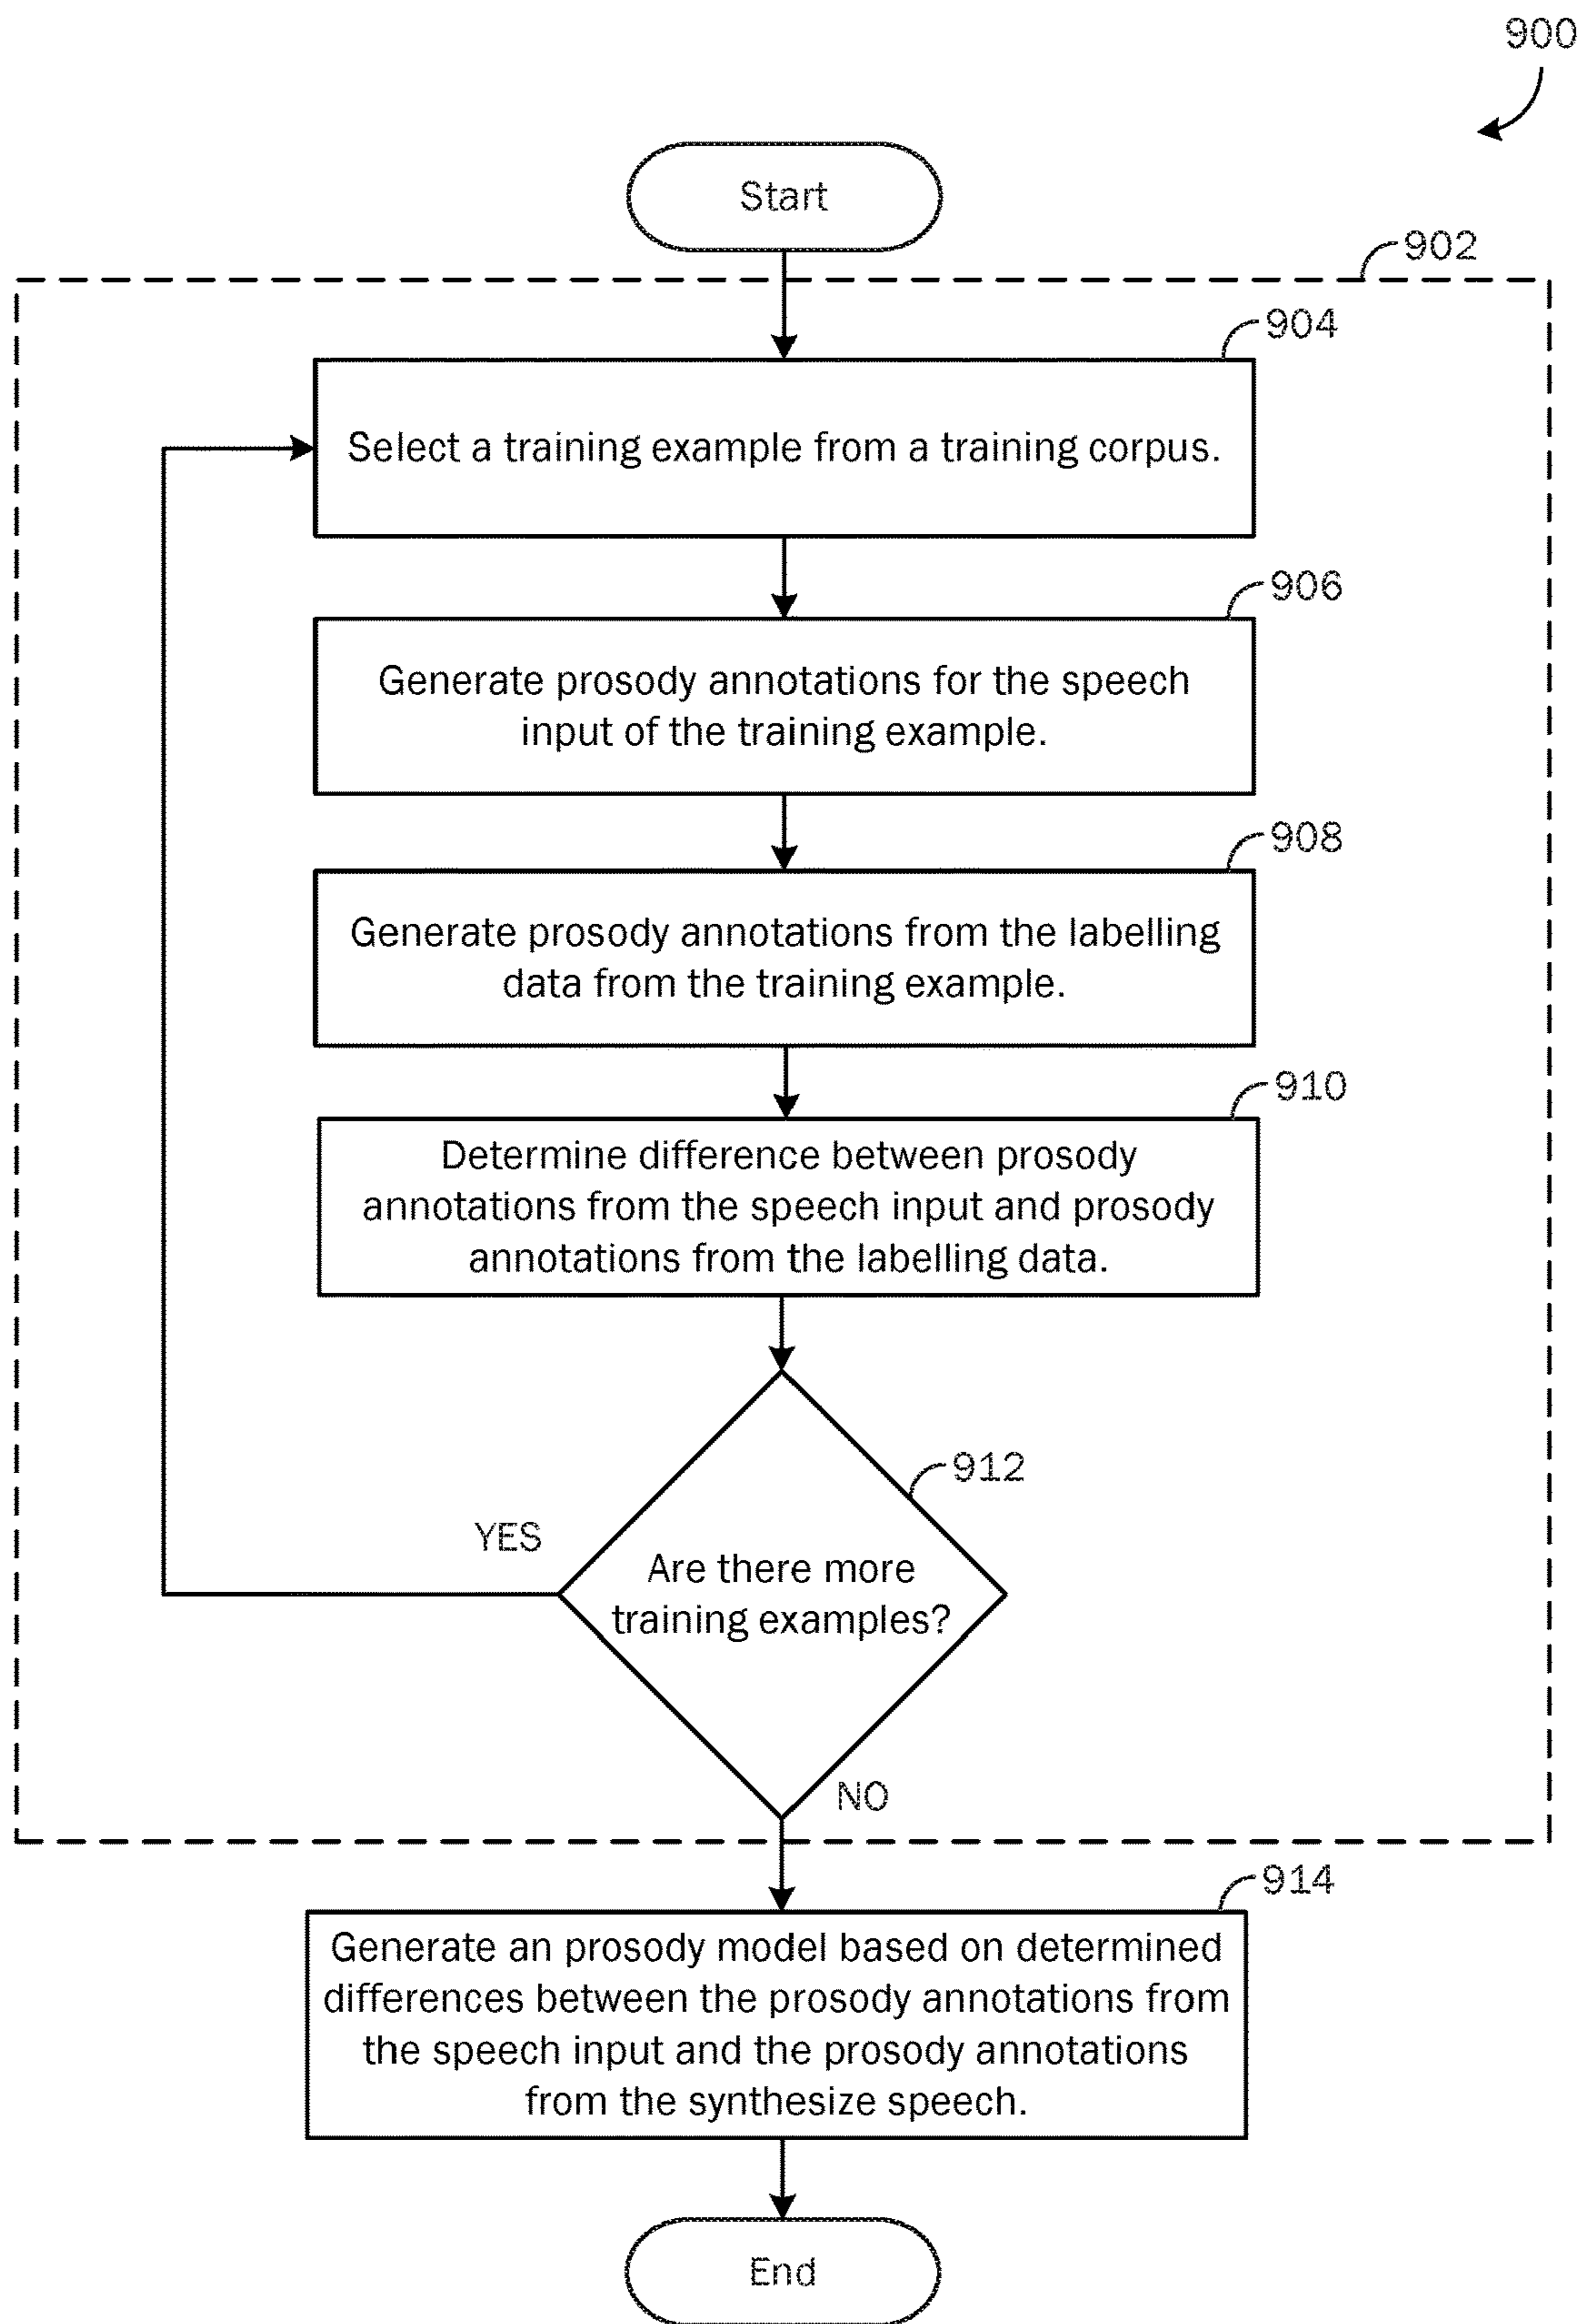 900
Start
902
904
Select a training example from a training corpus.
906
Generate prosody annotations for the speech
input of the training example.
908
Generate prosody annotations from the labelling
data from the training example.
910
Determine difference between prosody
annotations from the speech input and prosody
annotations from the labelling data.
912
YES
Are there more
training examples?
NO
914
Generate an prosody model based on determined
differences between the prosody annotations from
the speech input and the prosody annotations
from the synthesize speech.
End